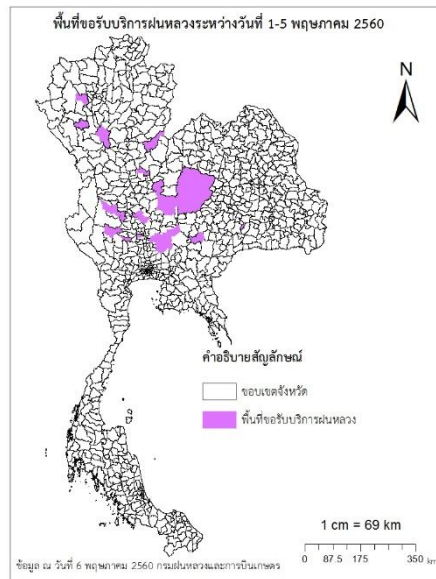 พื้นที่ขอรับบริการฝนหลวงระหว่างวันที่ 1-5 พฤษภาคม 2560
N
คำอธิบายสัญลักษณ์
ขอบเขตจังหวัด
พื้นที่ขอรับบริการฝนหลวง
1 cm = 69 km
0 87.5 175 350 km
ข้อมูล ณ วันที่ 6 พฤษภาคม 2560 กรมฝนหลวงและการบินเกษตร